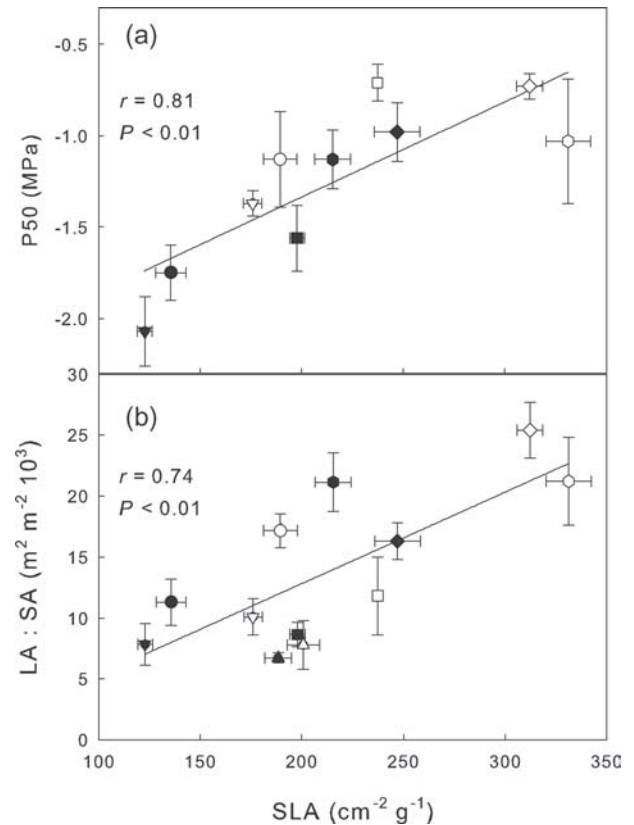 (a)
r = 0.81
P < 0.01
P50 (MPa)
-0.5
-1.0
-1.5
-2.0
(b)
r = 0.74
P < 0.01
LA : SA (m² m⁻² 10³)
30
25
20
15
10
5
0
100 150 200 250 300 350
SLA (cm⁻² g⁻¹)